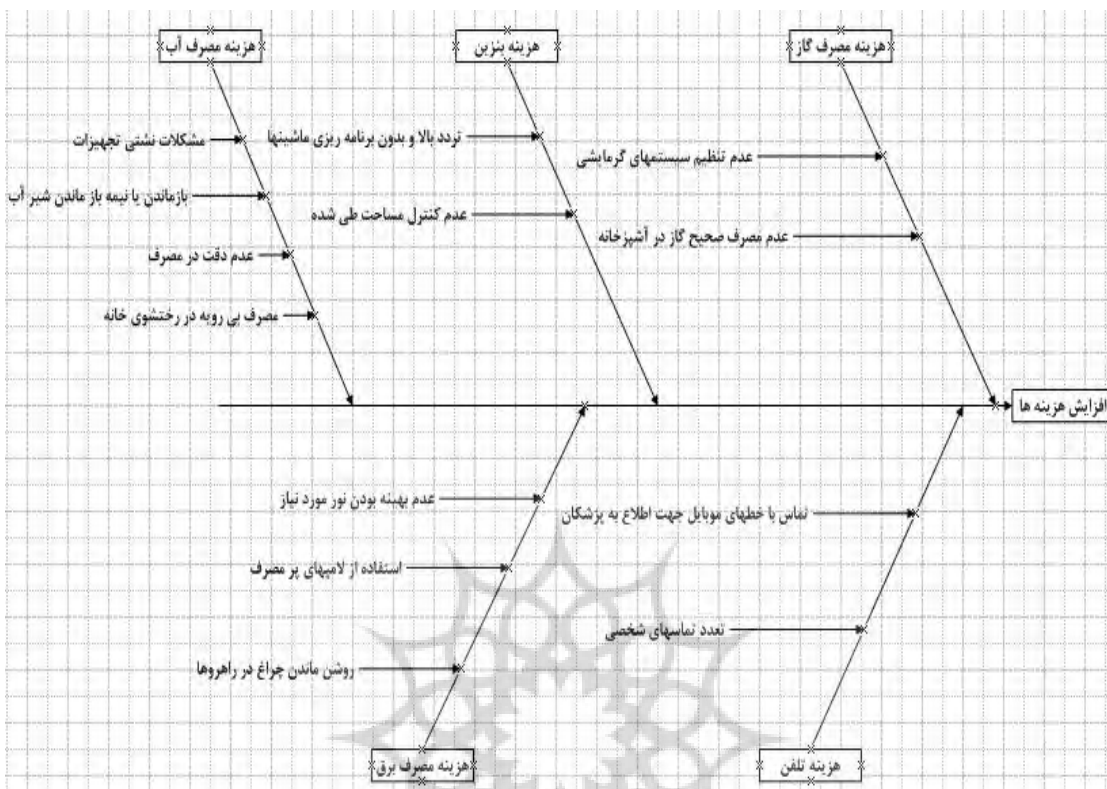 هزینه مصرف گاز
هزینه بنزین
هزینه مصرف آب
تردد بالا و بدون برنامه ریزی ماشینها
مشکلات نشتی تجهیزات
عدم تنظیم سیستمهای گرمایشی
بازماندن یا نیمه باز ماندن شیر آب
عدم کنترل مساحت طی شده
عدم مصرف صحیح گاز در آشپزخانه
عدم دقت در مصرف
مصرف بی رویه در رختشوی خانه
افزایش هزینه ها
عدم بهینه بودن نور مورد نیاز
تماس با خطهای موبایل جهت اطلاع به پزشکان
استفاده از لامپهای پر مصرف
تعدد تماسهای شخصی
روشن ماندن چراغ در راهروها
هزینه تلفن
هزینه مصرف برق